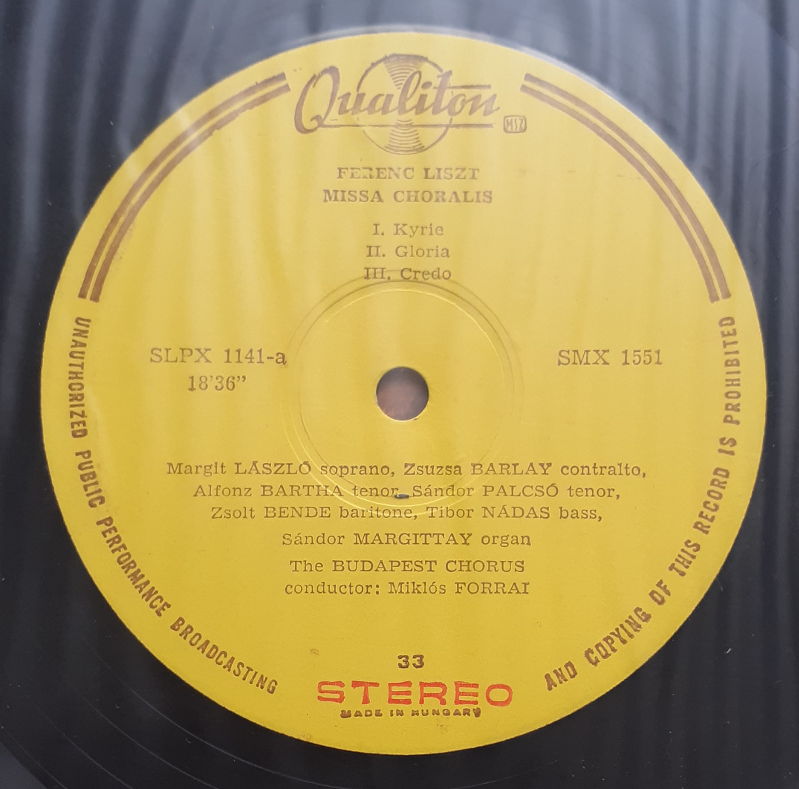 Qualiton
MSZ
FERENC LISZT
MISSA CHORALIS
I. Kyrie
II. Gloria
III. Credo
SLPX 1141-a
18'36”
SMX 1551
Margit LÁSZLÓ soprano, Zsuzsa BARLAY contralto,
Alfonz BARTHA tenor, Sándor PALCSÓ tenor,
Zsolt BENDE baritone, Tibor NÁDAS bass,
Sándor MARGITTAY organ
The BUDAPEST CHORUS
conductor: Miklós FORRAI
33
STEREO
MADE IN HUNGARY
UNAUTHORIZED PUBLIC PERFORMANCE BROADCASTING
AND COPYING OF THIS RECORD IS PROHIBITED